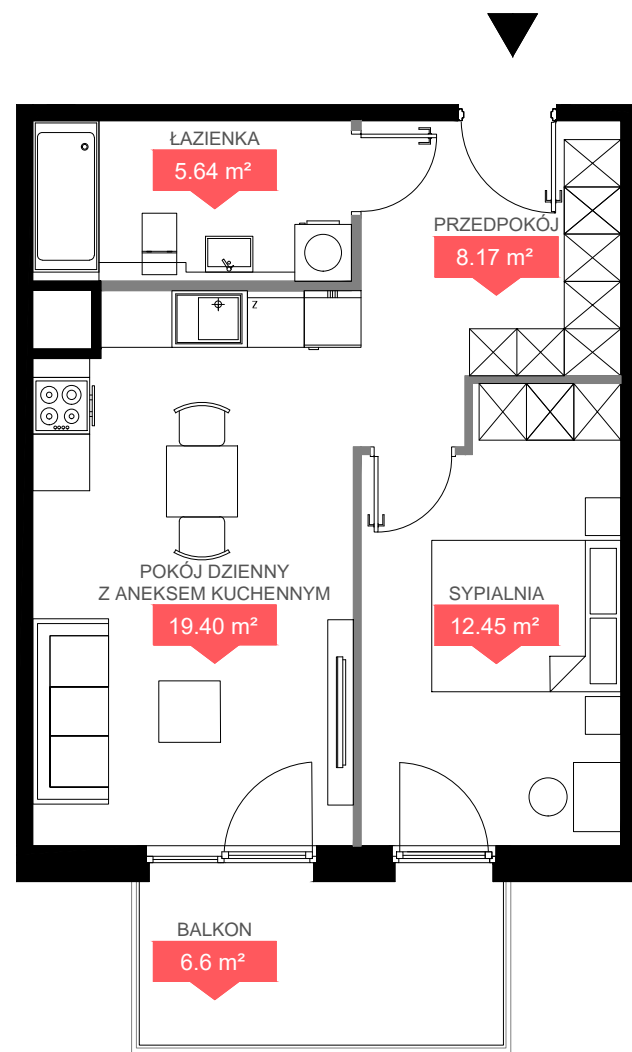 ŁAZIENKA
5.64 m²
PRZEDPOKÓJ
8.17 m²
Z
POKÓJ DZIENNY
Z ANEKSEM KUCHENNYM
19.40 m²
SYPIALNIA
12.45 m²
BALKON
6.6 m²